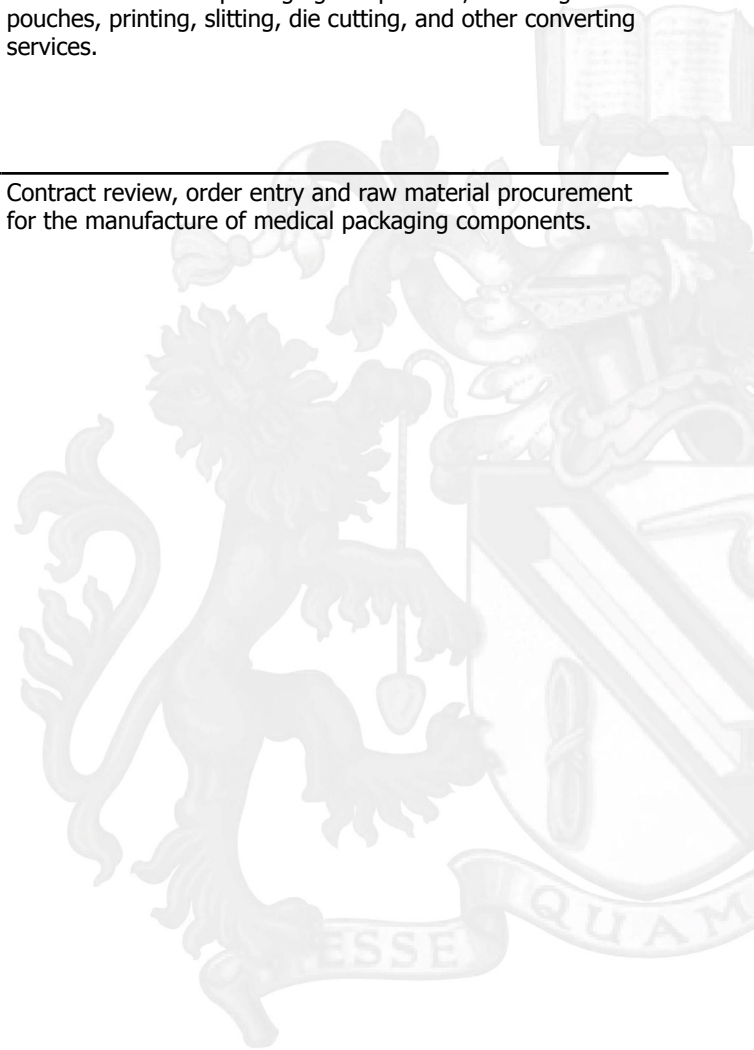 pouches, printing, slitting, die cutting, and other converting
services.
Contract review, order entry and raw material procurement
for the manufacture of medical packaging components.
ESSE
QUAM